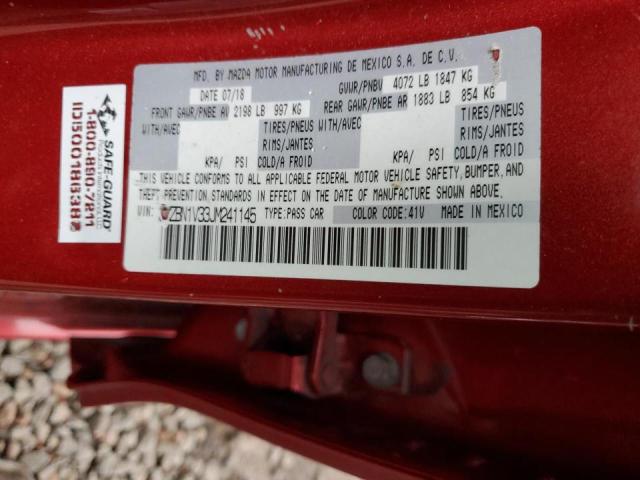 MFD. BY MAZDA MOTOR MANUFACTURING DE MEXICO S.A. DE C.V.
DATE 07/18
GVWR/PNBV 4072 LB 1847 KG
FRONT GAWR/PNBE AV 2198 LB 997 KG
REAR GAWR/PNBE AR 1883 LB 854 KG
WITH/AVEC TIRES/PNEUS
RIMS/JANTES
KPA/ PSI COLD/A FROID
WITH/AVEC TIRES/PNEUS
RIMS/JANTES
KPA/ PSI COLD/A FROID
THIS VEHICLE CONFORMS TO ALL APPLICABLE FEDERAL MOTOR VEHICLE SAFETY, BUMPER, AND
THEFT PREVENTION STANDARDS IN EFFECT ON THE DATE OF MANUFACTURE SHOWN ABOVE.
VIN: ZBN1V33JM241145 TYPE:PASS CAR COLOR CODE:41V MADE IN MEXICO
SAFE-GUARD
1-800-890-7211